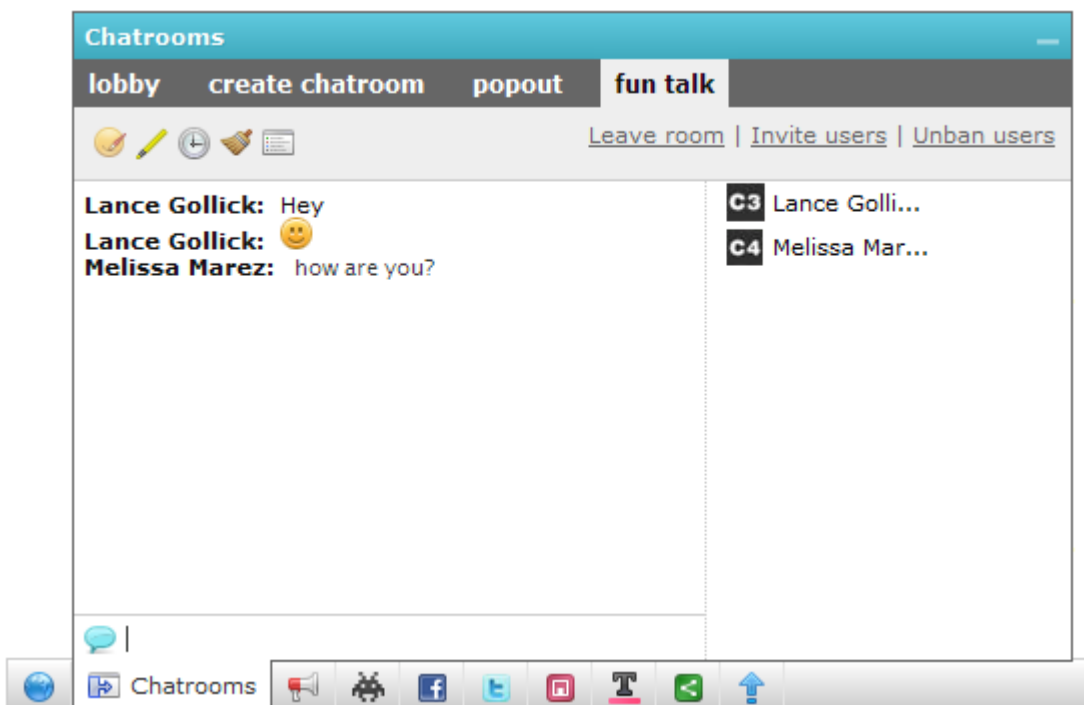 Chatrooms
lobby create chatroom popout fun talk
Leave room | Invite users | Unban users
Lance Gollick: Hey
Lance Gollick:
Melissa Marez: how are you?
C3 Lance Golli...
C4 Melissa Mar...
Chatrooms